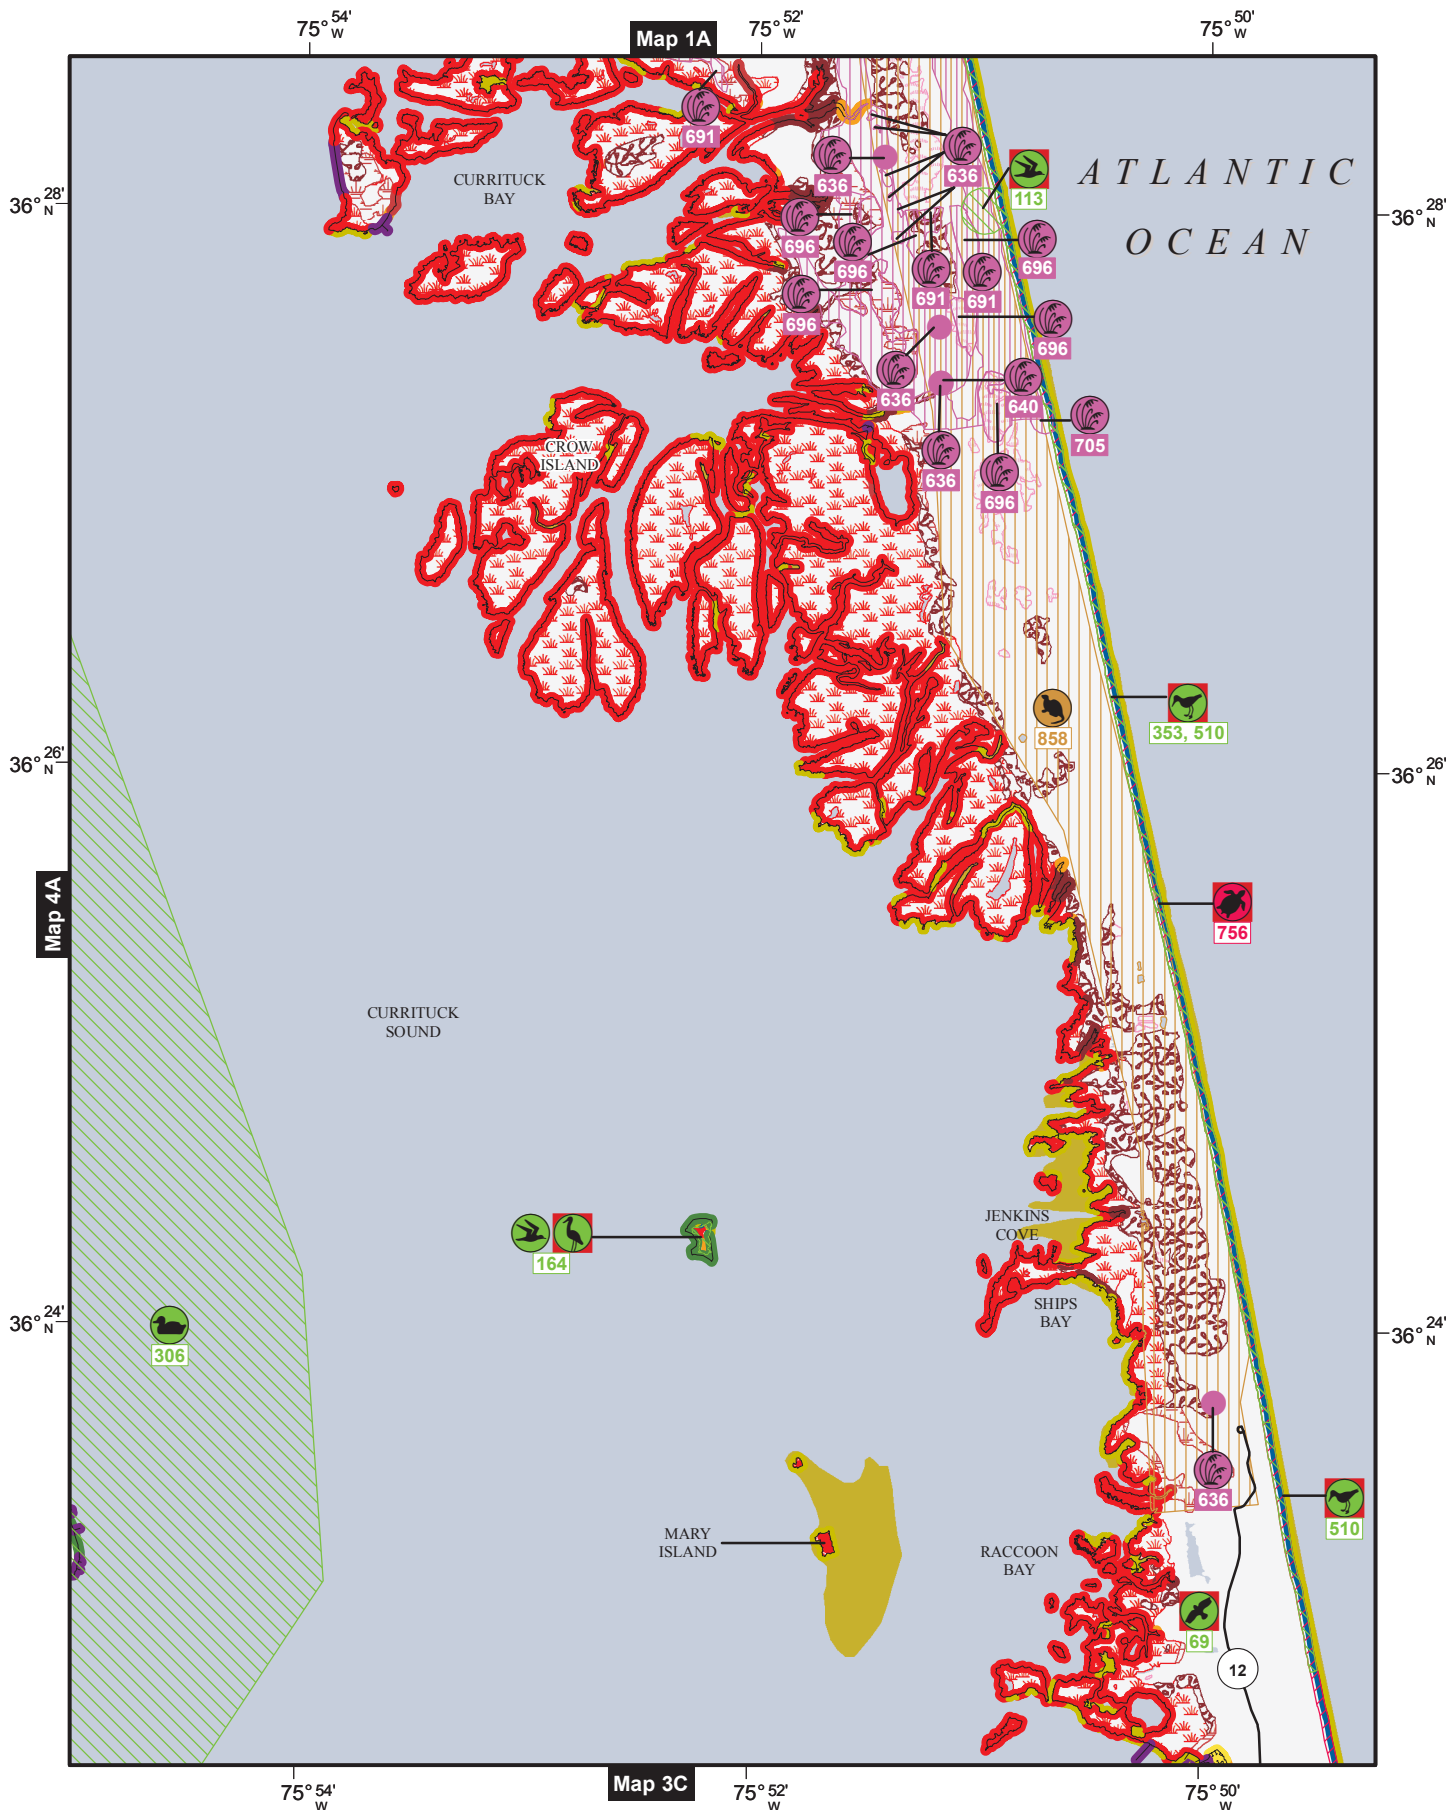 75° 54' W
Map 1A
75° 52' W
75° 50' W
691
CURRITUCK
BAY
636
636
113
ATLANTIC
OCEAN
36° 28' N
36° 28' N
696
696
691
691
696
696
696
636
640
705
636
696
CROW
ISLAND
858
353, 510
36° 26' N
36° 26' N
Map 4A
756
CURRITUCK
SOUND
JENKINS
COVE
164
SHIPS
BAY
36° 24' N
36° 24' N
306
636
510
MARY
ISLAND
RACCOON
BAY
69
12
75° 54' W
Map 3C
75° 52' W
75° 50' W